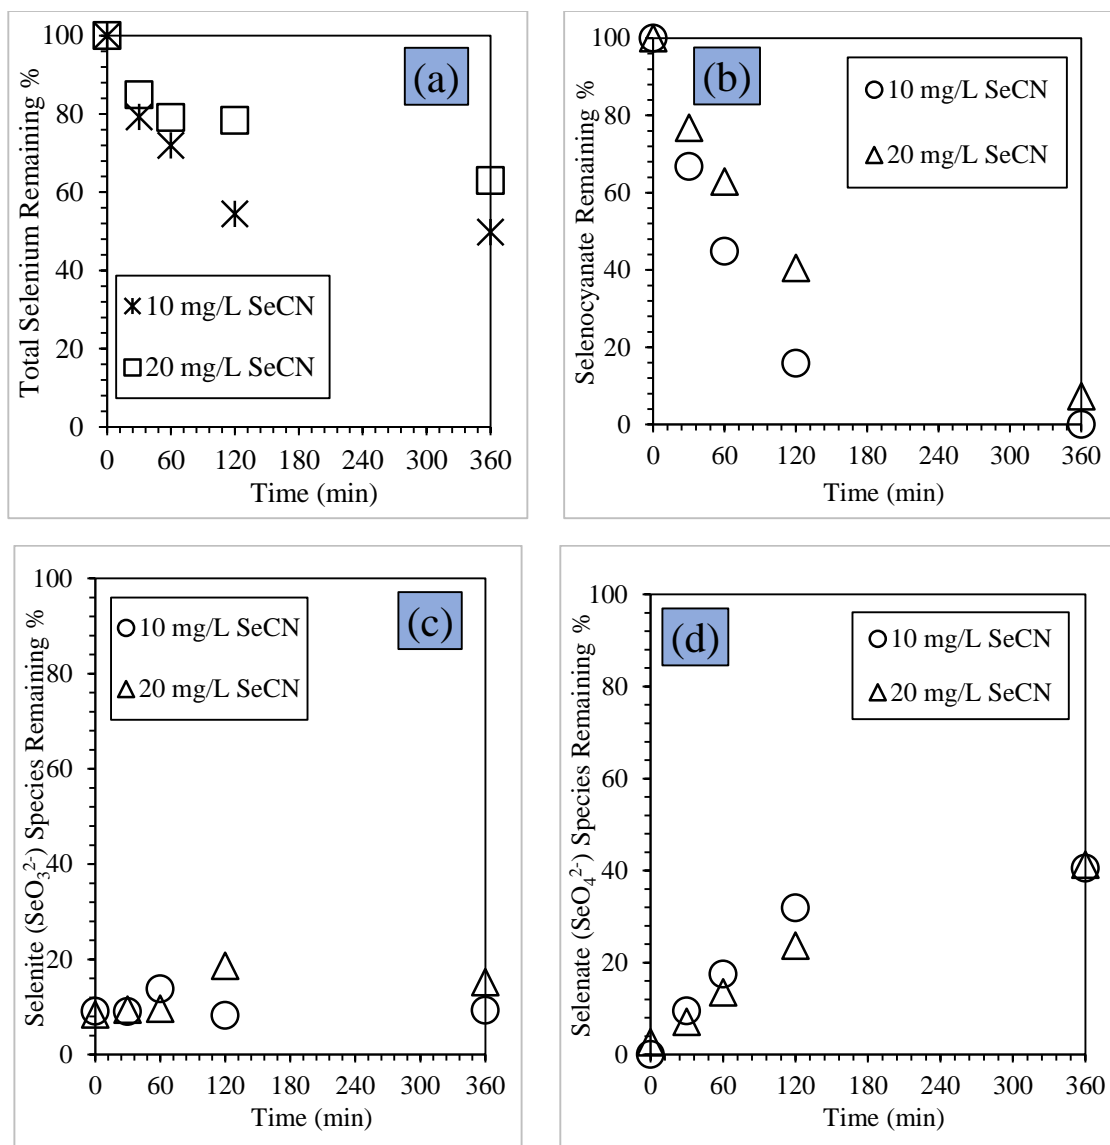 Total Selenium Remaining %
100
80
60
40
20
0
(a)
10 mg/L SeCN
20 mg/L SeCN
0 60 120 180 240 300 360
Time (min)
Selenocyanate Remaining %
100
80
60
40
20
0
(b)
10 mg/L SeCN
20 mg/L SeCN
0 60 120 180 240 300 360
Time (min)
Selenite (SeO₃²⁻) Species Remaining %
100
80
60
40
20
0
10 mg/L SeCN
20 mg/L SeCN
(c)
0 60 120 180 240 300 360
Time (min)
Selenate (SeO₄²⁻) Species Remaining %
100
80
60
40
20
0
(d)
10 mg/L SeCN
20 mg/L SeCN
0 60 120 180 240 300 360
Time (min)